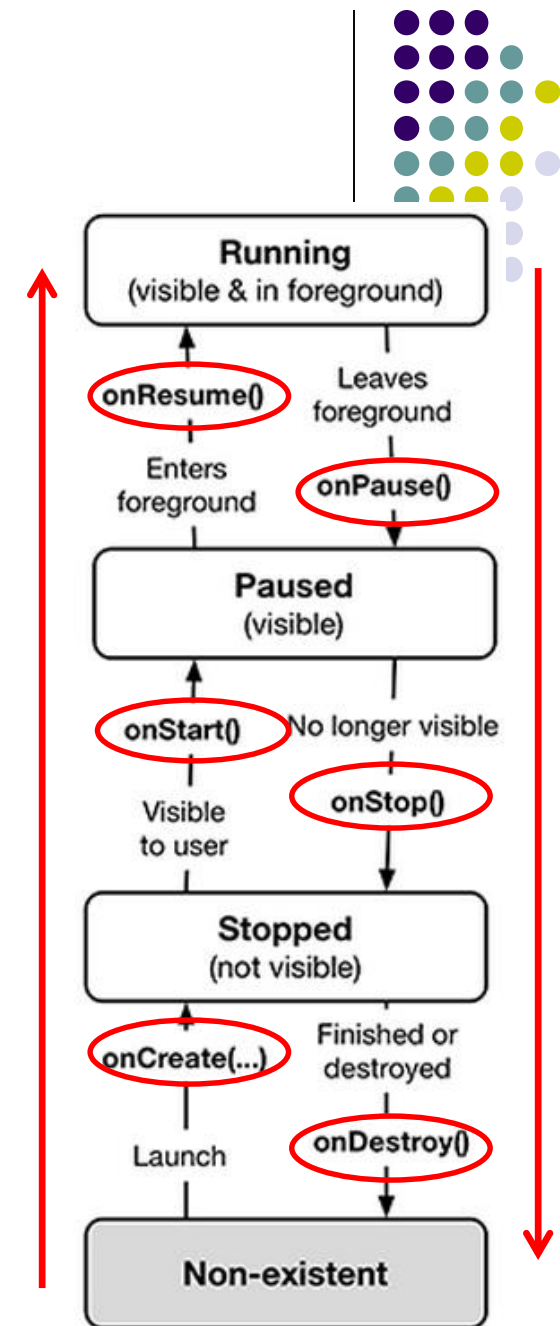 Running
(visible & in foreground)
onResume()
Leaves
foreground
Enters
foreground
onPause()
Paused
(visible)
onStart()
No longer visible
onStop()
Visible
to user
Stopped
(not visible)
onCreate(...)
Finished or
destroyed
onDestroy()
Launch
Non-existent